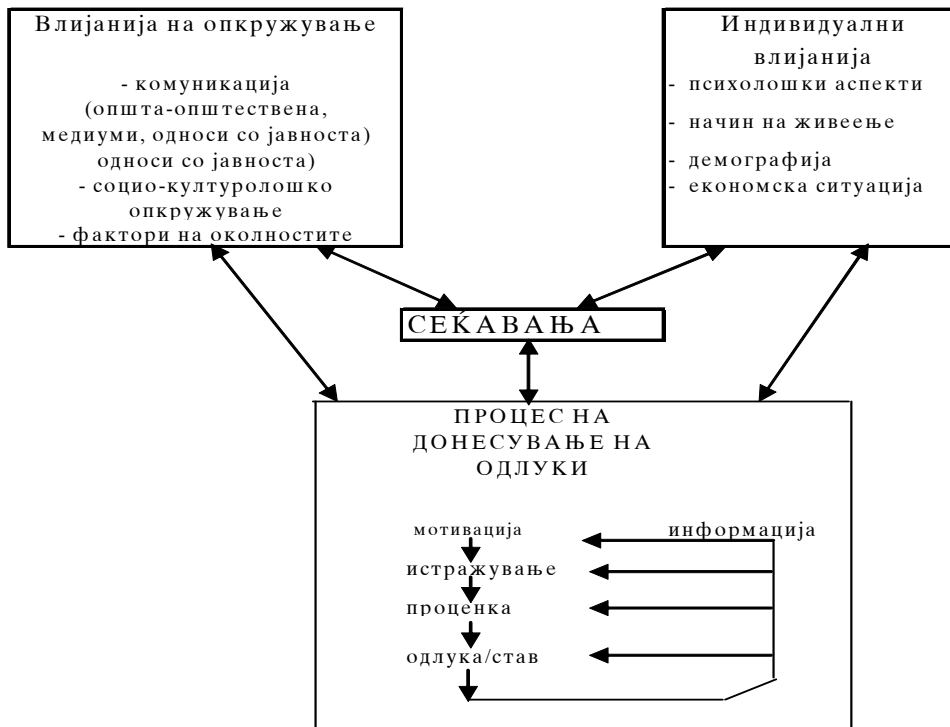 Влијанија на опкружување
- комуникација
(општа-општествена,
медиуми, односи со јавноста)
односи со јавноста)
- социо-културолошко
опкружување
- фактори на околностите
Индивидуални
влијанија
- психолошки аспекти
- начин на живеење
- демографија
- економска ситуација
СЕЌАВАЊА
ПРОЦЕС НА
ДОНЕСУВАЊЕ НА
ОДЛУКИ
мотивација
информација
истражување
проценка
одлука/став